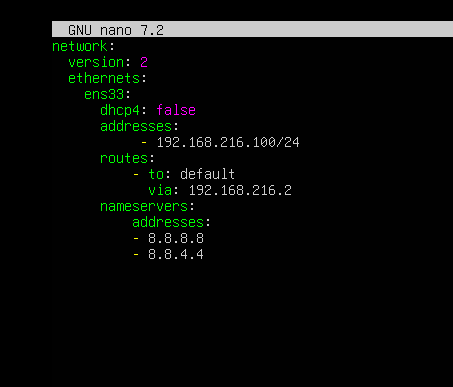 GNU nano 7.2
network:
  version: 2
  ethernets:
    ens33:
      dhcp4: false
      addresses:
           - 192.168.216.100/24
      routes:
          - to: default
            via: 192.168.216.2
      nameservers:
          addresses:
          - 8.8.8.8
          - 8.8.4.4